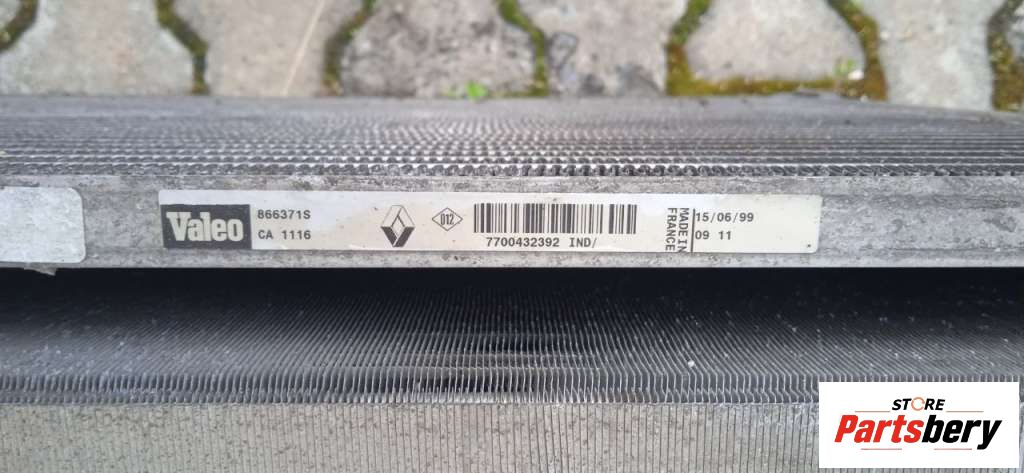 Valeo
866371S
CA 1116
D12
7700432392 IND/
MADE IN
FRANCE
15/06/99
09 11
STORE
Partsbery